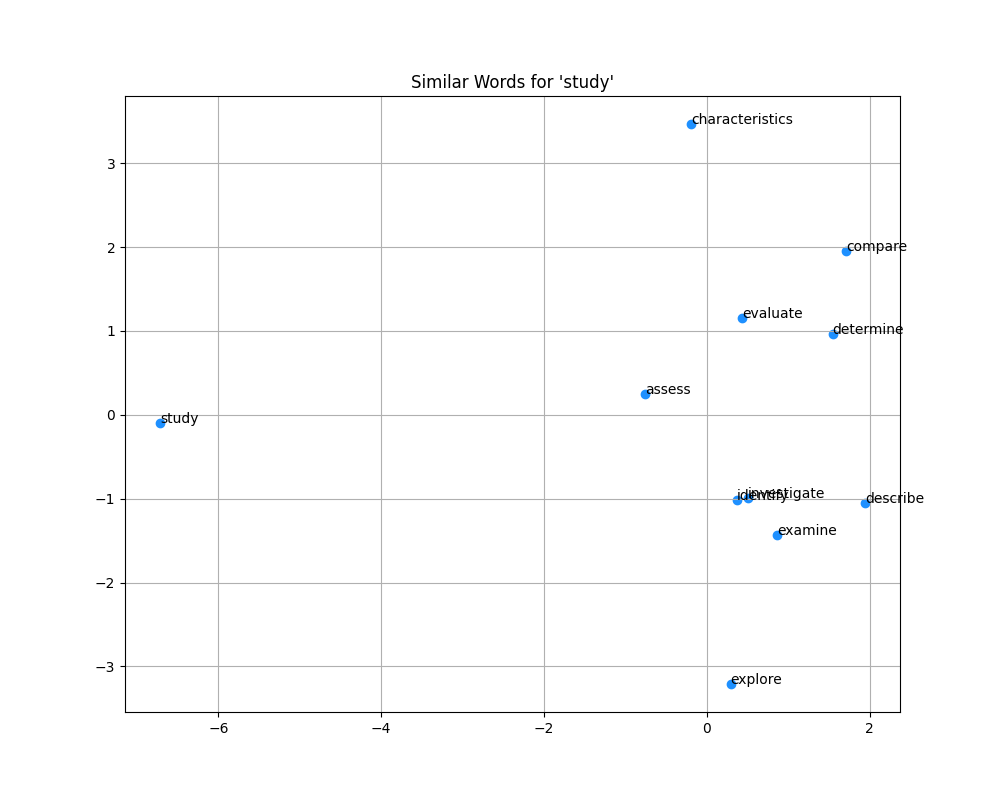 Similar Words for 'study'
characteristics
3
compare
2
evaluate
determine
1
assess
study
0
identify
investigate
describe
−1
examine
−2
explore
−3
−6 −4 −2 0 2